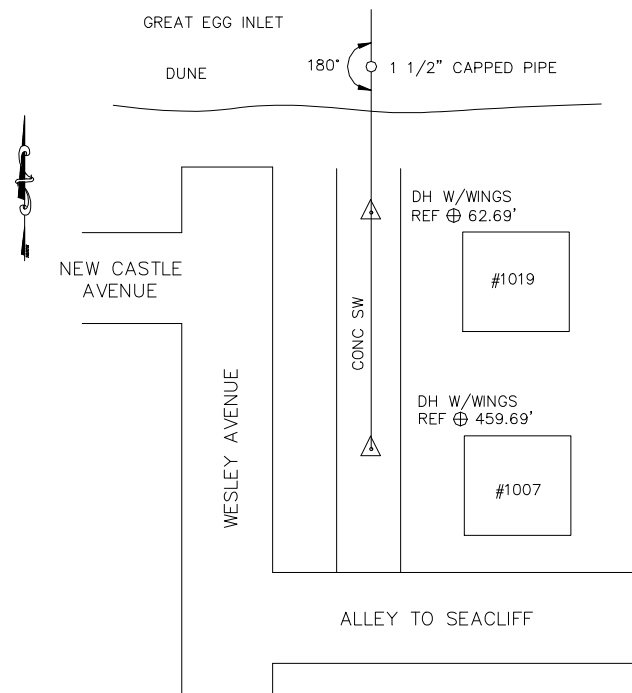 GREAT EGG INLET
180°
1 1/2" CAPPED PIPE
DUNE
DH W/WINGS
REF ⊕ 62.69'
NEW CASTLE
AVENUE
#1019
CONC SW
DH W/WINGS
REF ⊕ 459.69'
WESLEY AVENUE
#1007
ALLEY TO SEACLIFF